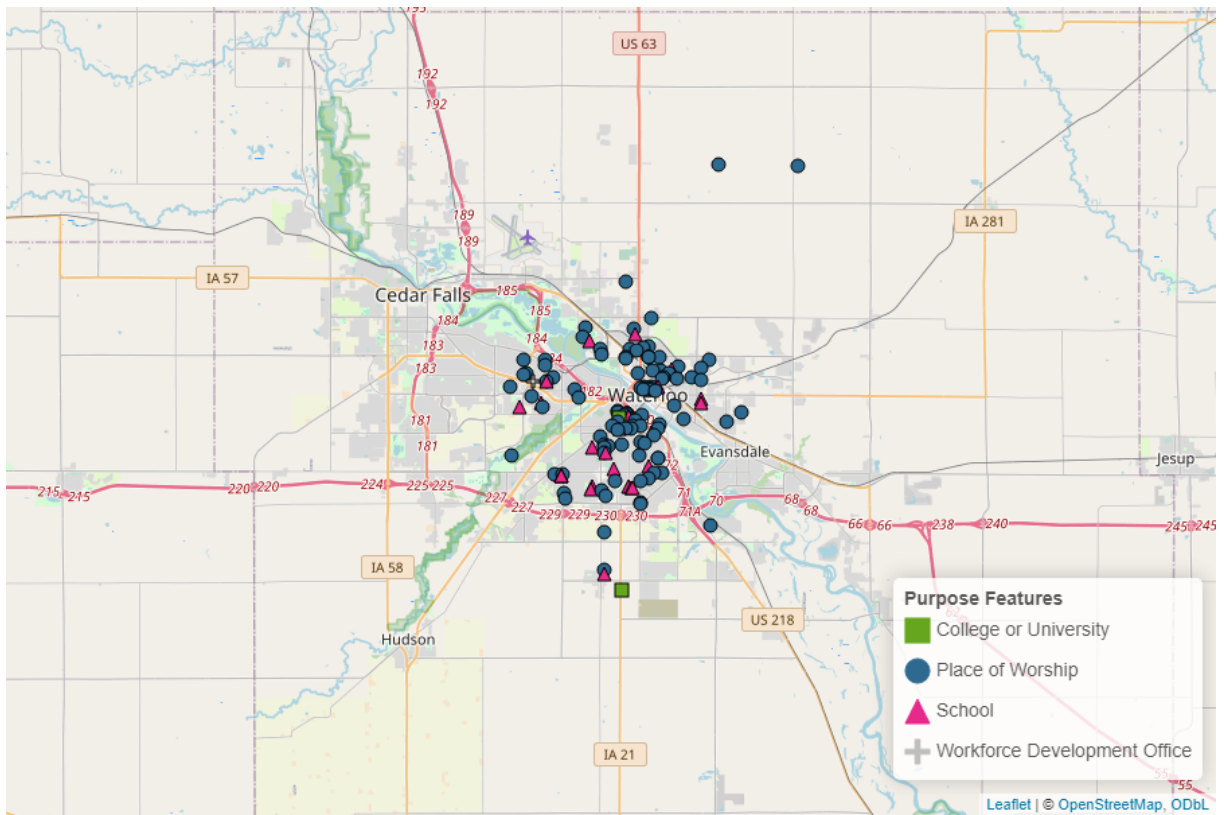 193
US 63
192
192
189
189
IA 281
IA 57
Cedar Falls
185
185
184
184
183
183
182
Waterloo
181
181
Evansdale
72
Jesup
215
215
220
220
224
225
225
227
227
229
229
230
230
71
71A
70
68
68
66
66
238
240
245
245
IA 58
US 218
Hudson
IA 21
Purpose Features
College or University
Place of Worship
School
Workforce Development Office
55
Leaflet | © OpenStreetMap, ODbL